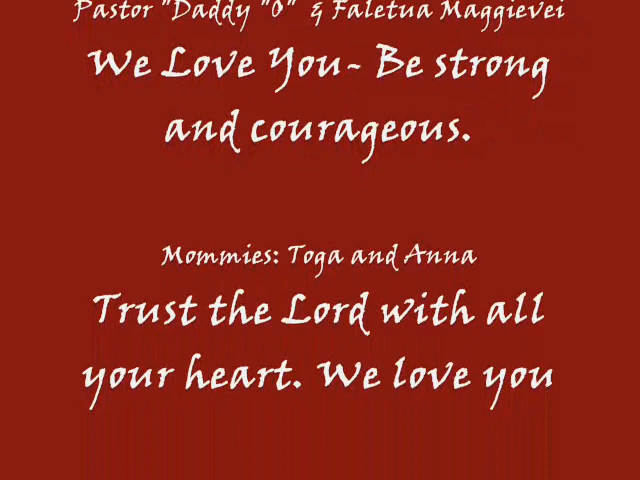 Pastor "Daddy "O" & Faletua Maggievei
We Love You- Be strong
and courageous.
Mommies: Toga and Anna
Trust the Lord with all
your heart. We love you